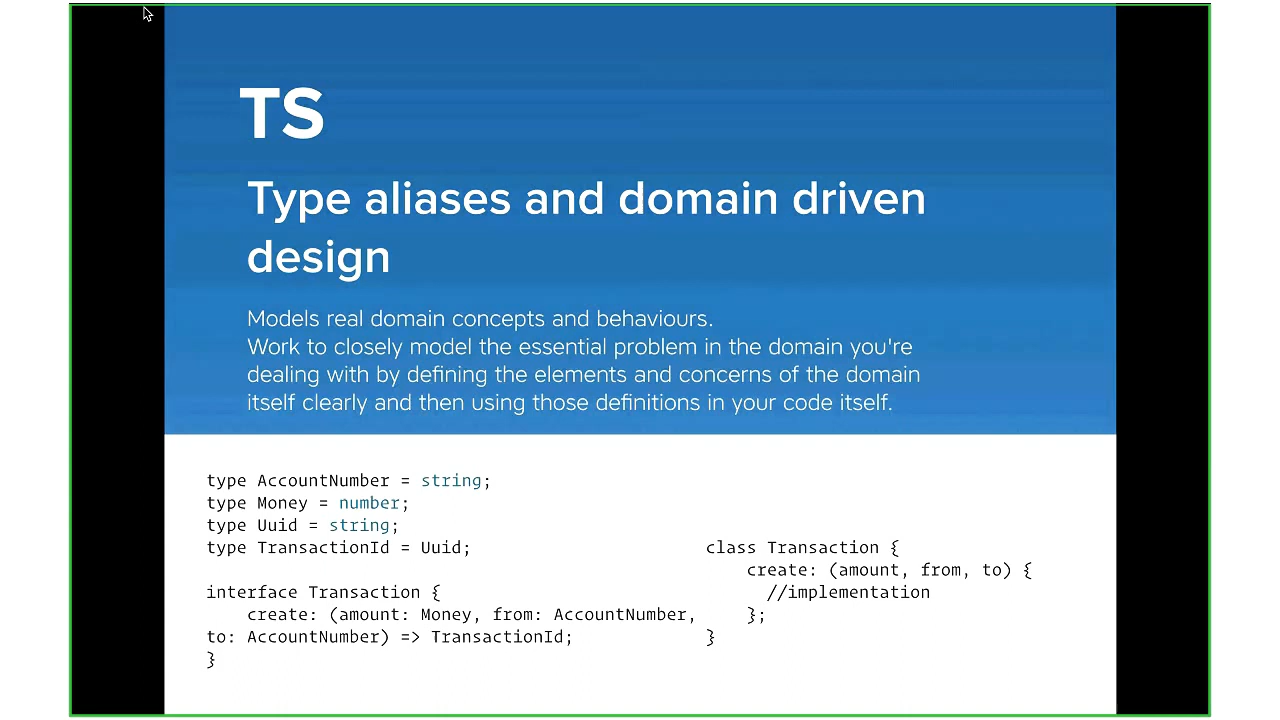 TS
Type aliases and domain driven
design
Models real domain concepts and behaviours.
Work to closely model the essential problem in the domain you're
dealing with by defining the elements and concerns of the domain
itself clearly and then using those definitions in your code itself.
type AccountNumber = string;
type Money = number;
type Uuid = string;
type TransactionId = Uuid;
interface Transaction {
    create: (amount: Money, from: AccountNumber,
to: AccountNumber) => TransactionId;
}
class Transaction {
    create: (amount, from, to) {
      //implementation
    };
}